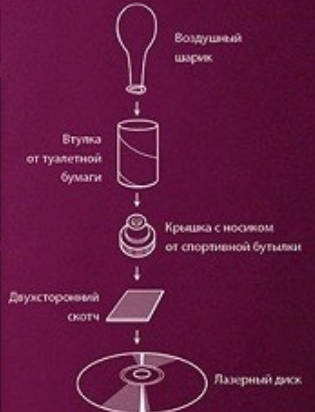 Воздушный
шарик
Втулка
от туалетной
бумаги
Крышка с носиком
от спортивной бутылки
Двухсторонний
скотч
Лазерный диск